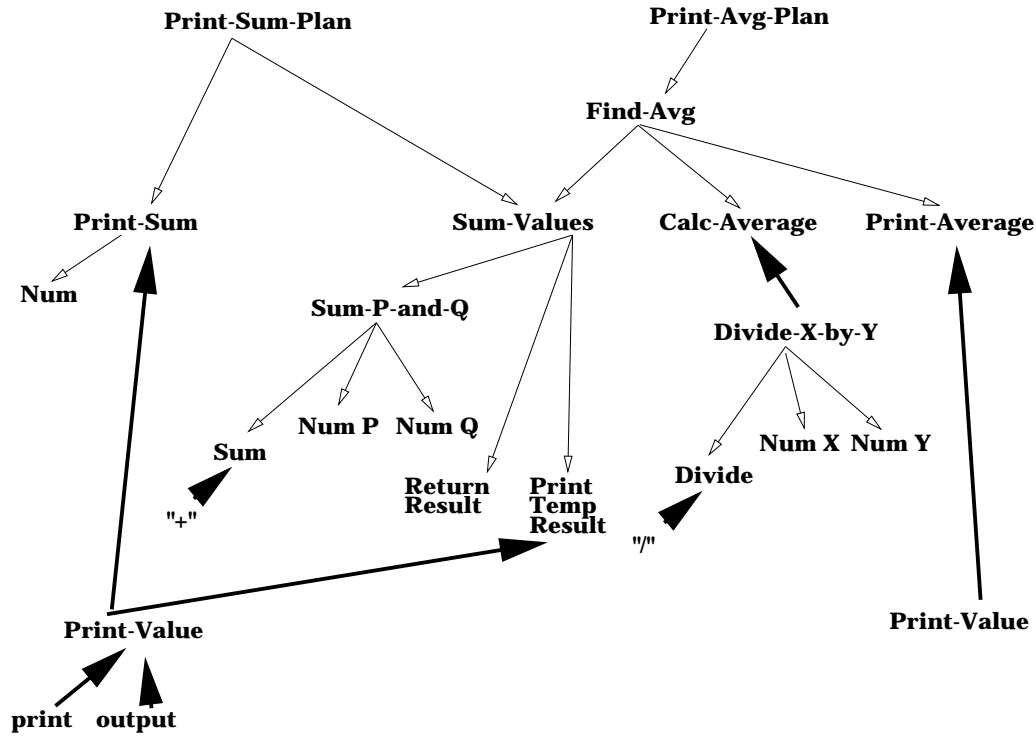 Print-Sum-Plan
Print-Avg-Plan
Find-Avg
Print-Sum
Sum-Values
Calc-Average
Print-Average
Num
Sum-P-and-Q
Divide-X-by-Y
Num P
Num Q
Num X
Num Y
Sum
Divide
Return
Result
Print
Temp
Result
"+"
"/"
Print-Value
Print-Value
print
output